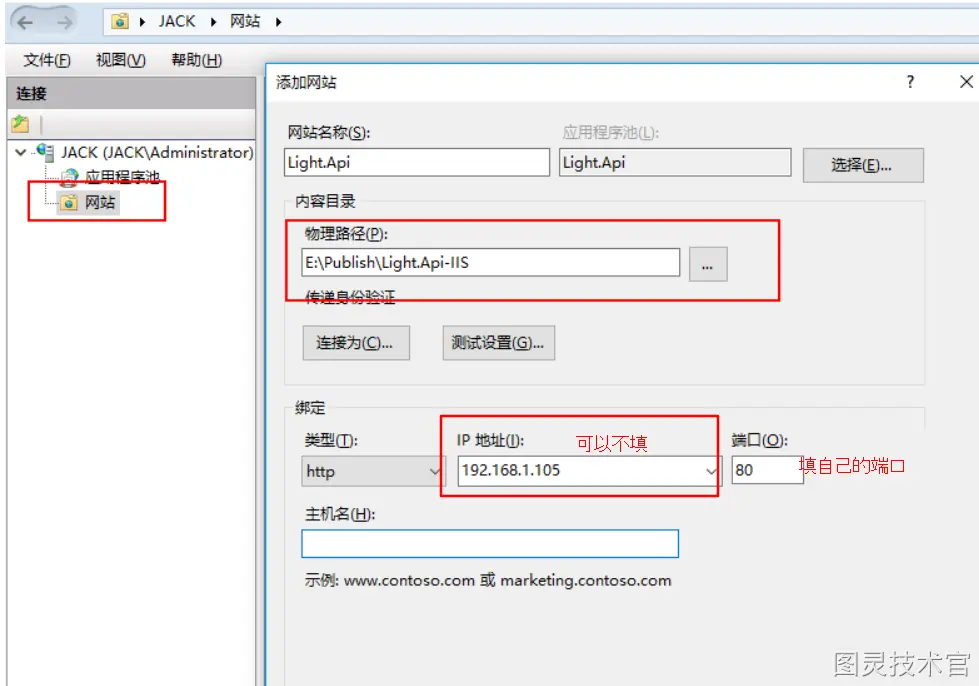 JACK 网站
文件(F) 视图(V) 帮助(H)
连接
JACK (JACK\Administrator)
应用程序池
网站
添加网站 ?
网站名称(S): 应用程序池(L):
Light.Api Light.Api 选择(E)...
内容目录
物理路径(P):
E:\Publish\Light.Api-IIS ...
传递身份验证
连接为(C)... 测试设置(G)...
绑定
类型(T): IP 地址(I): 可以不填 端口(O):
http 192.168.1.105 80 填自己的端口
主机名(H):
示例: www.contoso.com 或 marketing.contoso.com
图灵技术官